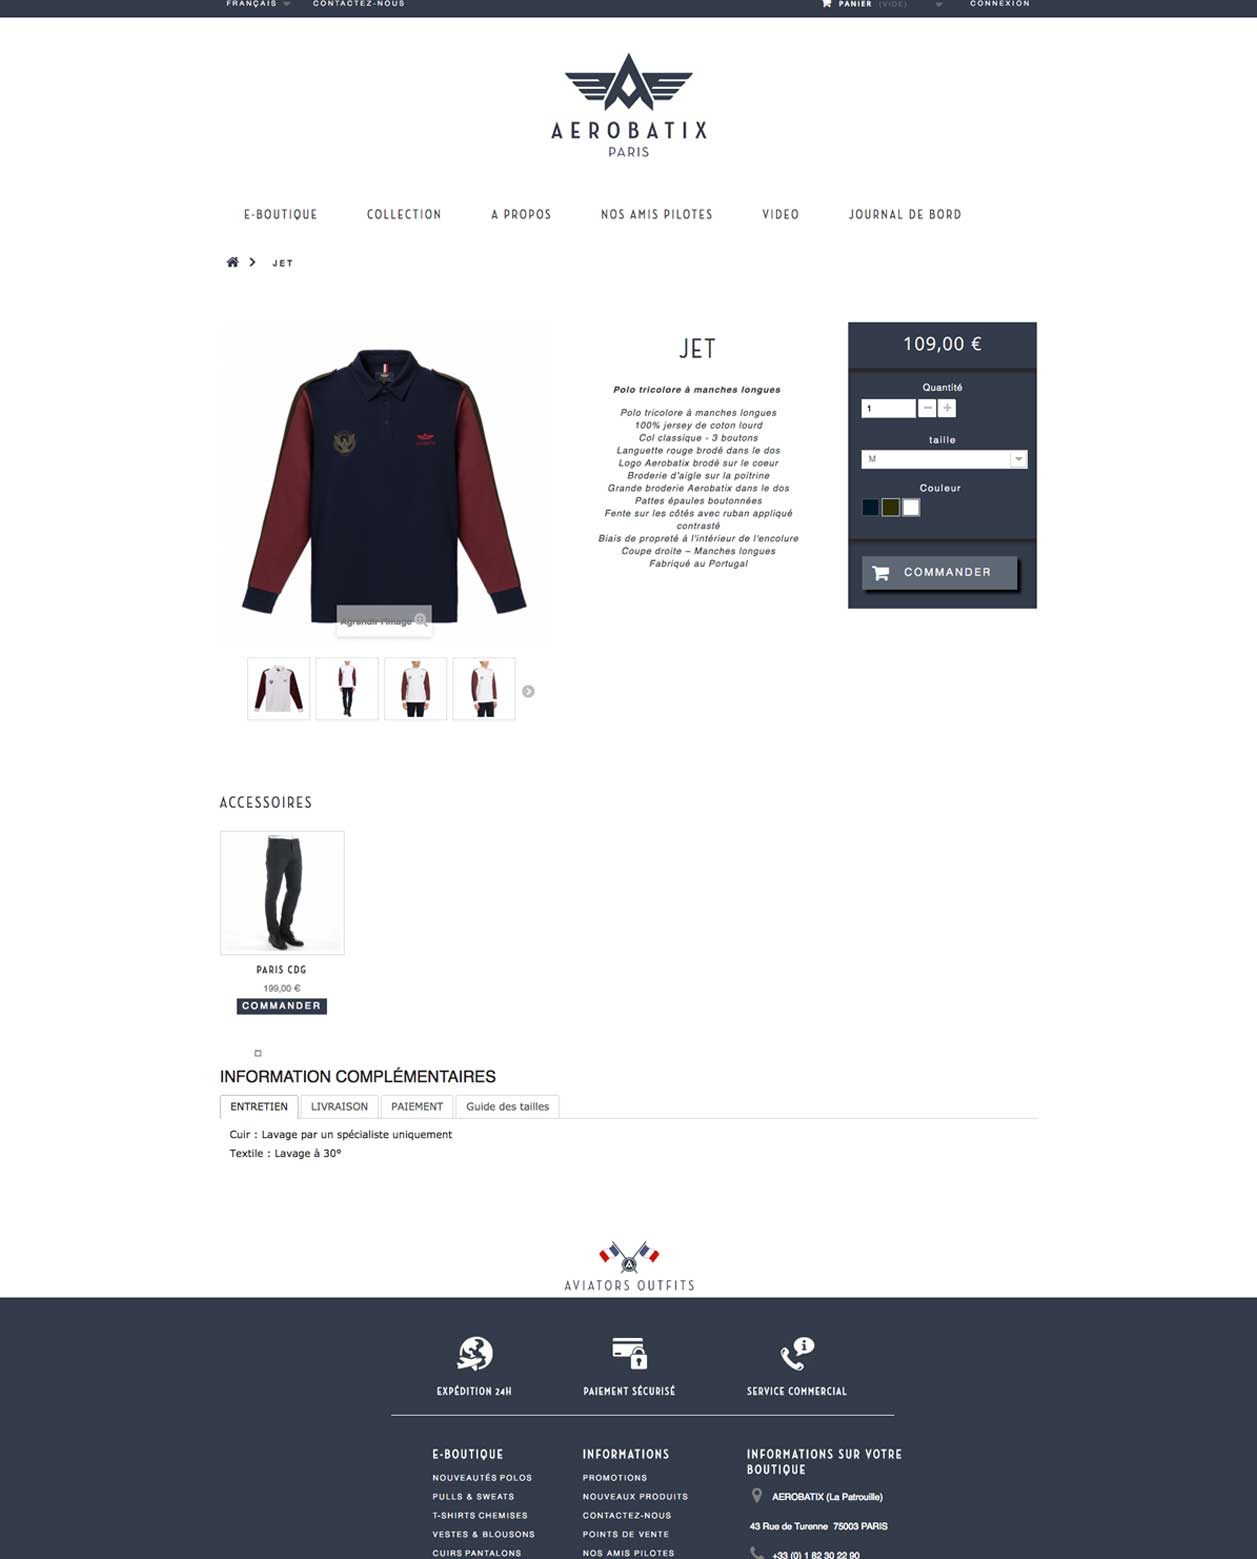 FRANÇAIS CONTACTEZ-NOUS PANIER (VIDE) CONNEXION
AEROBATIX
PARIS
E-BOUTIQUE COLLECTION A PROPOS NOS AMIS PILOTES VIDEO JOURNAL DE BORD
JET
JET
Polo tricolore à manches longues
Polo tricolore à manches longues
100% jersey de coton lourd
Col classique - 3 boutons
Languette rouge brodé dans le dos
Logo Aerobatix brodé sur le coeur
Broderie d'aigle sur la poitrine
Grande broderie Aerobatix dans le dos
Pattes épaules boutonnées
Fente sur les côtés avec ruban appliqué
contrasté
Biais de propreté à l'intérieur de l'encolure
Coupe droite – Manches longues
Fabriqué au Portugal
109,00 €
Quantité
1
taille
M
Couleur
COMMANDER
Agrandir l'image
ACCESSOIRES
PARIS CDG
199,00 €
COMMANDER
INFORMATION COMPLÉMENTAIRES
ENTRETIEN LIVRAISON PAIEMENT Guide des tailles
Cuir : Lavage par un spécialiste uniquement
Textile : Lavage à 30°
AVIATORS OUTFITS
EXPÉDITION 24H PAIEMENT SÉCURISÉ SERVICE COMMERCIAL
E-BOUTIQUE
NOUVEAUTÉS POLOS
PULLS & SWEATS
T-SHIRTS CHEMISES
VESTES & BLOUSONS
CUIRS PANTALONS
INFORMATIONS
PROMOTIONS
NOUVEAUX PRODUITS
CONTACTEZ-NOUS
POINTS DE VENTE
NOS AMIS PILOTES
INFORMATIONS SUR VOTRE
BOUTIQUE
AEROBATIX (La Patrouille)
43 Rue de Turenne 75003 PARIS
+33 (0) 1 82 30 22 90